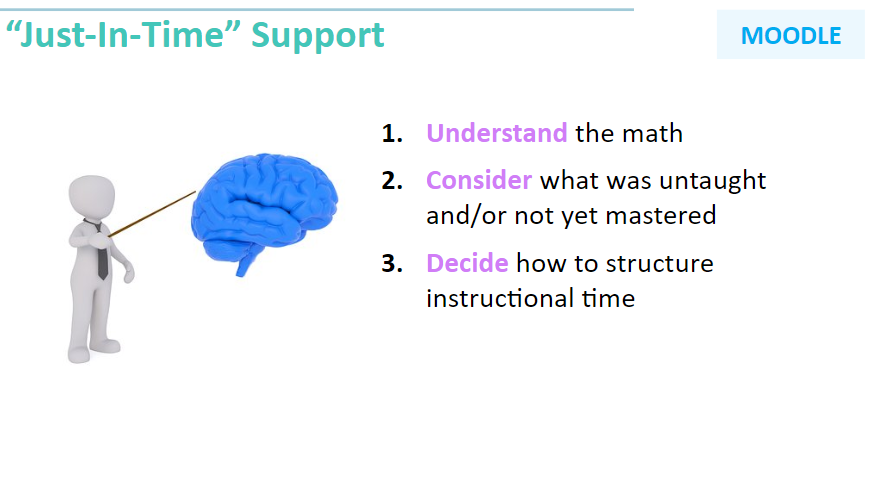 “Just-In-Time” Support
MOODLE
1. Understand the math
2. Consider what was untaught
and/or not yet mastered
3. Decide how to structure
instructional time